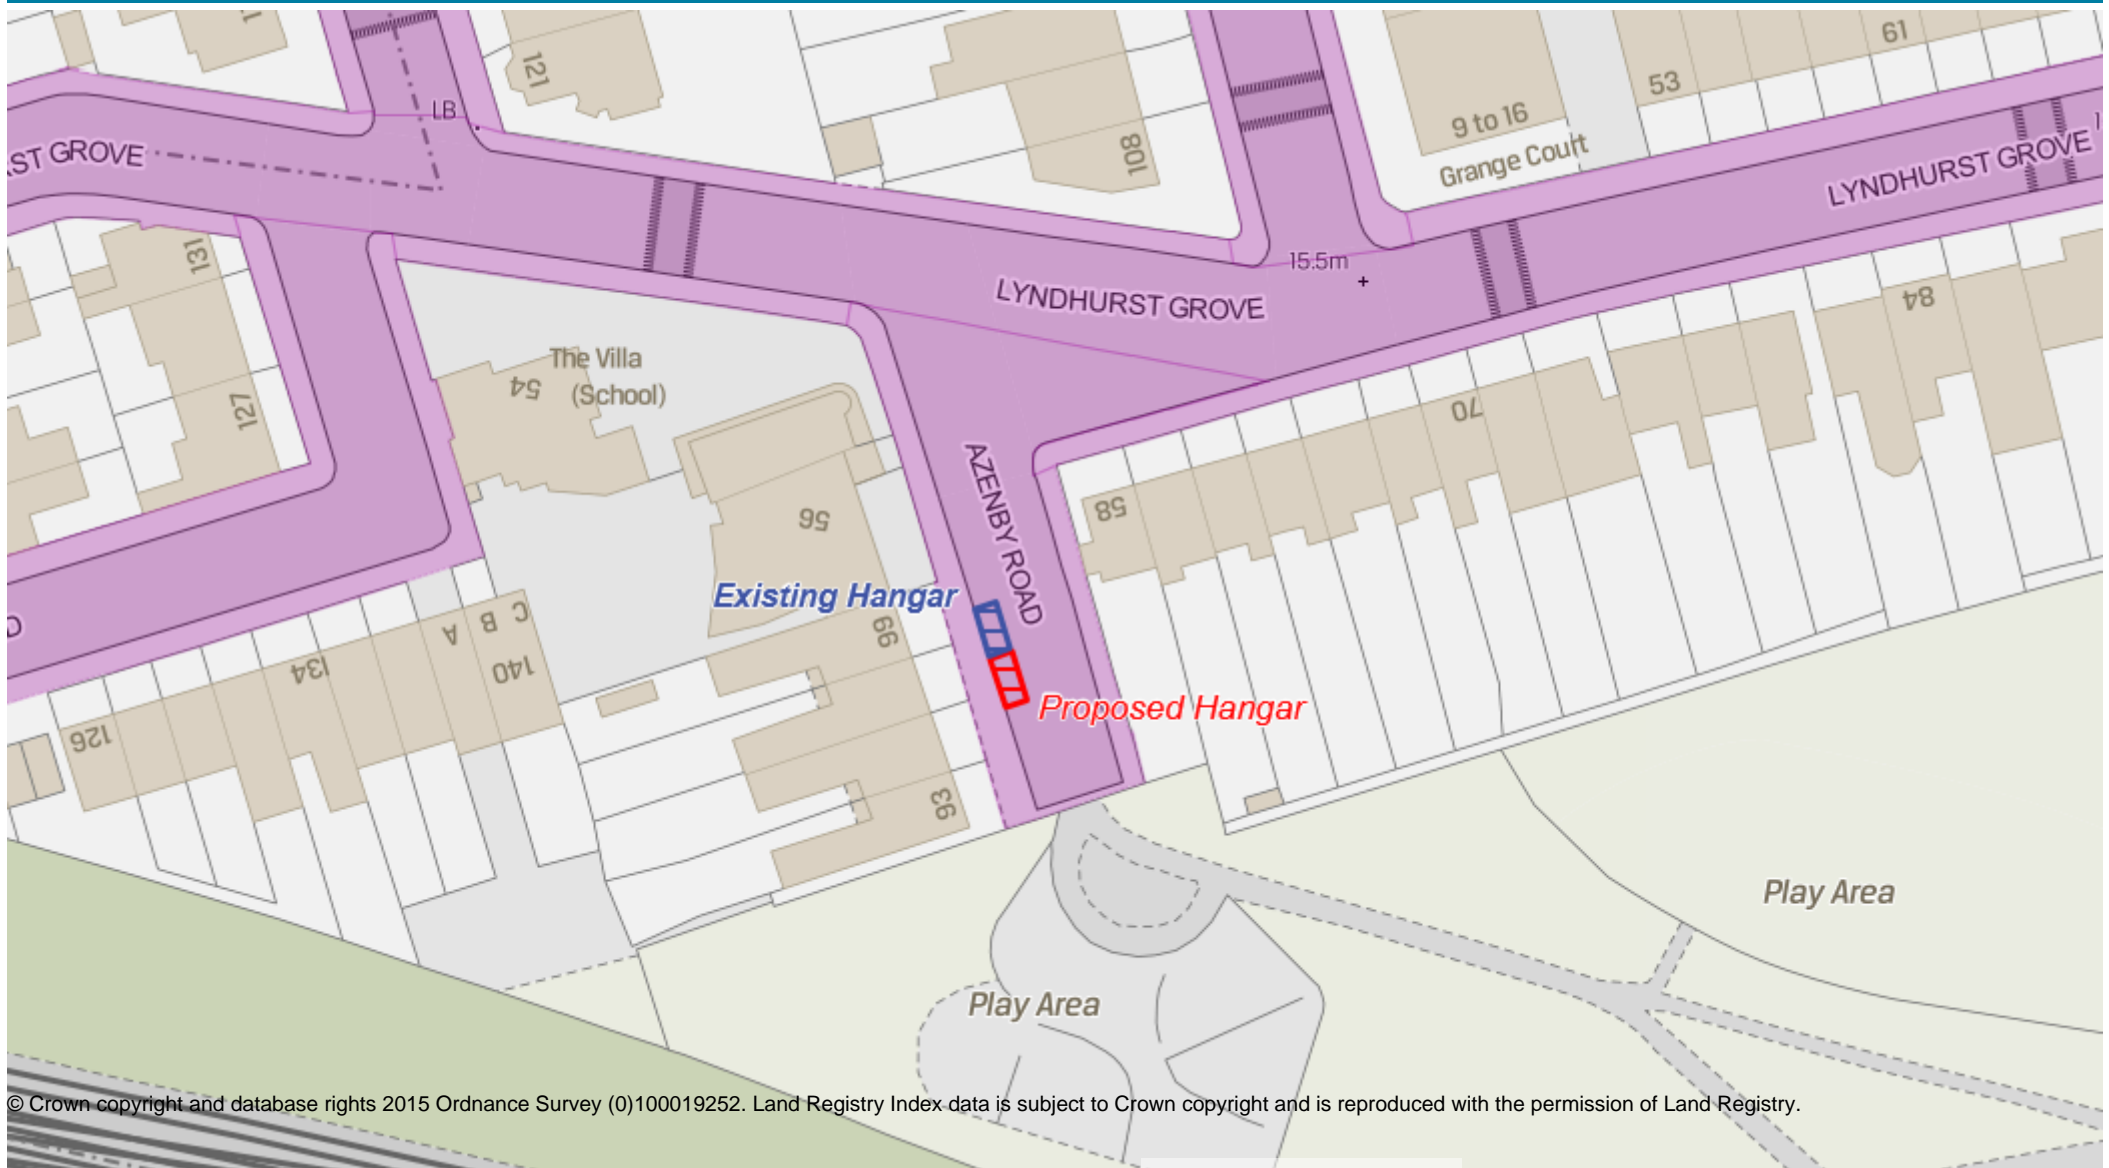 121
61
53
LB
9 to 16
Grange Court
108
ST GROVE
LYNDHURST GROVE
131
15.5m
LYNDHURST GROVE
84
The Villa
54
(School)
127
70
58
56
AZENBY ROAD
Existing Hangar
A B C
99
134
140
Proposed Hangar
126
93
Play Area
Play Area
© Crown copyright and database rights 2015 Ordnance Survey (0)100019252. Land Registry Index data is subject to Crown copyright and is reproduced with the permission of Land Registry.